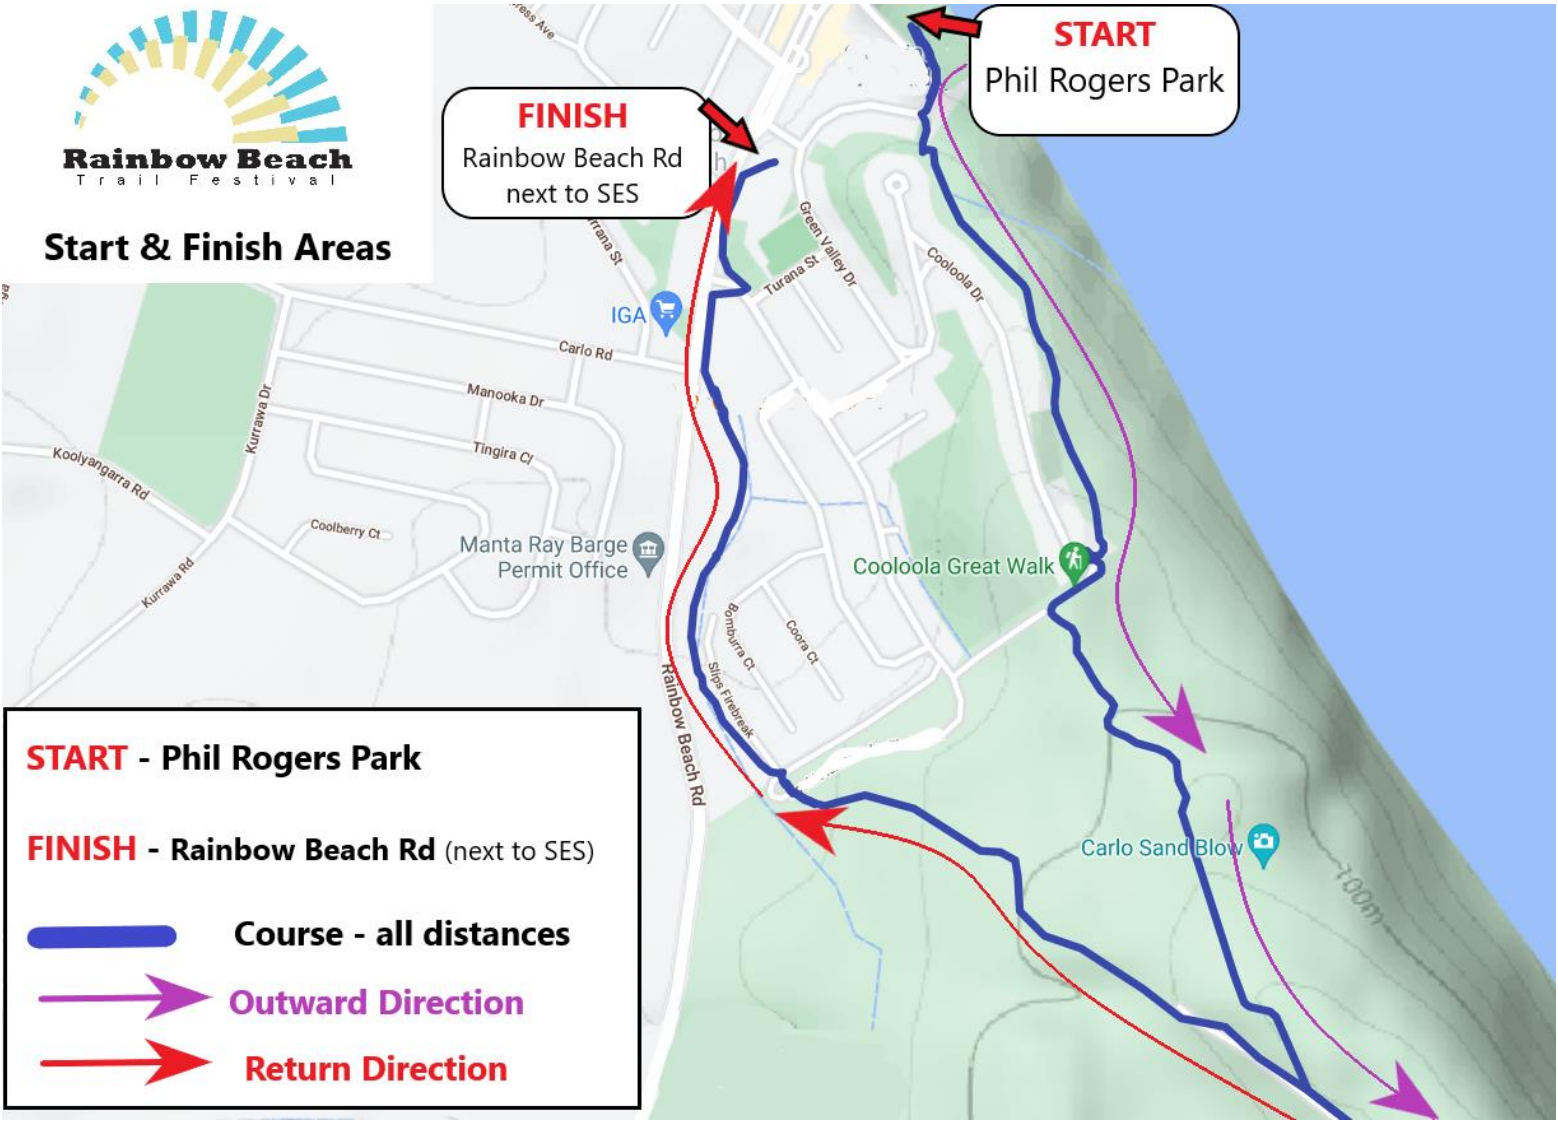 Rainbow Beach
Trail Festival
Start & Finish Areas
START
Phil Rogers Park
FINISH
Rainbow Beach Rd
next to SES
ress Ave
rrana St
h
Green Valley Dr
Turana St
Cooloola Dr
IGA
Carlo Rd
Manooka Dr
Tingira Cl
Kurrawa Dr
Koolyangarra Rd
Coolberry Ct
Kurrawa Rd
Manta Ray Barge
Permit Office
Cooloola Great Walk
Bomburra Ct
Coora Ct
Slips Firebreak
Rainbow Beach Rd
Carlo Sand Blow
100m
START - Phil Rogers Park
FINISH - Rainbow Beach Rd (next to SES)
Course - all distances
Outward Direction
Return Direction